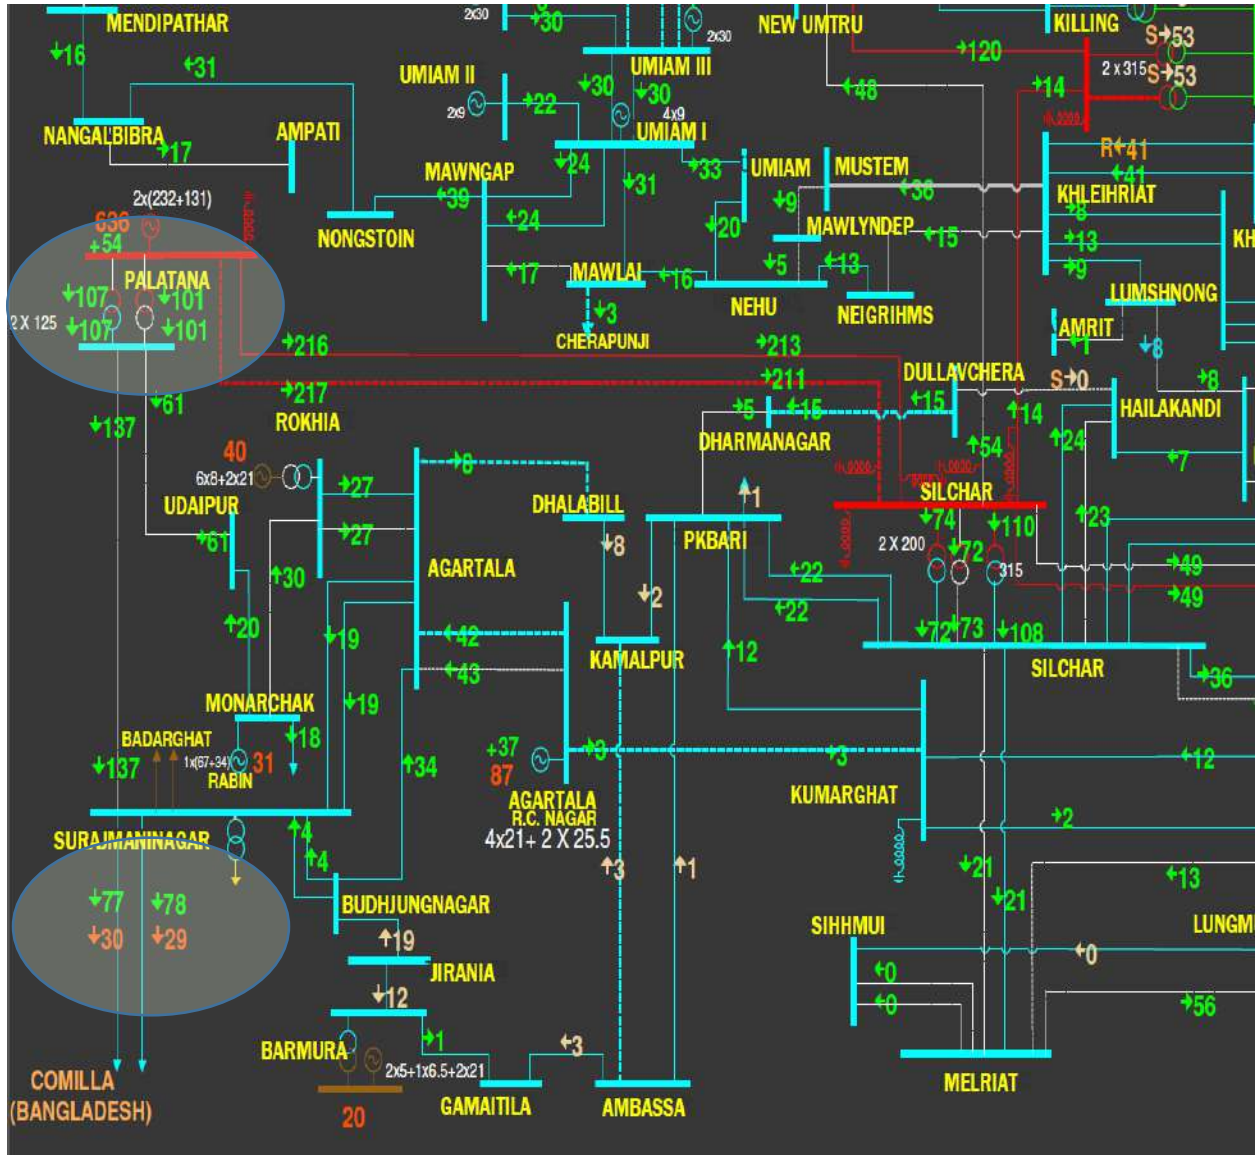 MENDIPATHAR
2x30
→30
2x30
NEW UMTRU
KILLING
S→53
→120
2 X 315
S→53
↓16
←31
UMIAM II
UMIAM III
↓30
↓30
←48
→14
2x9
→22
4x9
NANGALBIBRA
AMPATI
UMIAM I
→17
MAWNGAP
↓24
↓31
→33
UMIAM
MUSTEM
R←41
←41
2x(232+131)
←39
↓9
KHLEIHRIAT
636
+54
NONGSTOIN
←24
↓20
MAWLYNDEP
←15
→8
→13
→9
PALATANA
←17
MAWLAI
←16
↓5
←13
↓107
↓101
NEHU
NEIGRIHMS
LUMSHNONG
2 X 125
↓107
↓101
↓3
CHERAPUNJI
AMRIT
←1
↓8
→216
→213
→217
→211
DULLAVCHERA
S→0
→8
↓61
↓137
ROKHIA
→5
←15
←15
↑14
HAILAKANDI
DHARMANAGAR
↑54
↑24
←7
40
6x8+2x21
→27
→8
UDAIPUR
DHALABILL
↑1
SILCHAR
→61
→27
↓8
PKBARI
↓74
↓110
↑23
AGARTALA
2 X 200
↓72
315
↑30
←22
→49
↓2
←22
→49
↑20
↓19
←42
KAMALPUR
↑12
↓72
↓73
↓108
←43
SILCHAR
→36
MONARCHAK
↓19
BADARGHAT
↓18
+37
→3
→3
↓137
1x(67+34)
31
↑34
87
←12
RABIN
AGARTALA
R.C. NAGAR
KUMARGHAT
4x21+ 2 X 25.5
SURAJMANINAGAR
↑4
↑4
→2
↑3
↑1
↓21
←13
↓77
↓78
BUDHJUNGNAGAR
↓21
↓30
↓29
SIHHMUI
↑19
←0
JIRANIA
←0
↓12
←0
→56
←3
BARMURA
→1
2x5+1x6.5+2x21
COMILLA
(BANGLADESH)
MELRIAT
20
GAMAITILA
AMBASSA